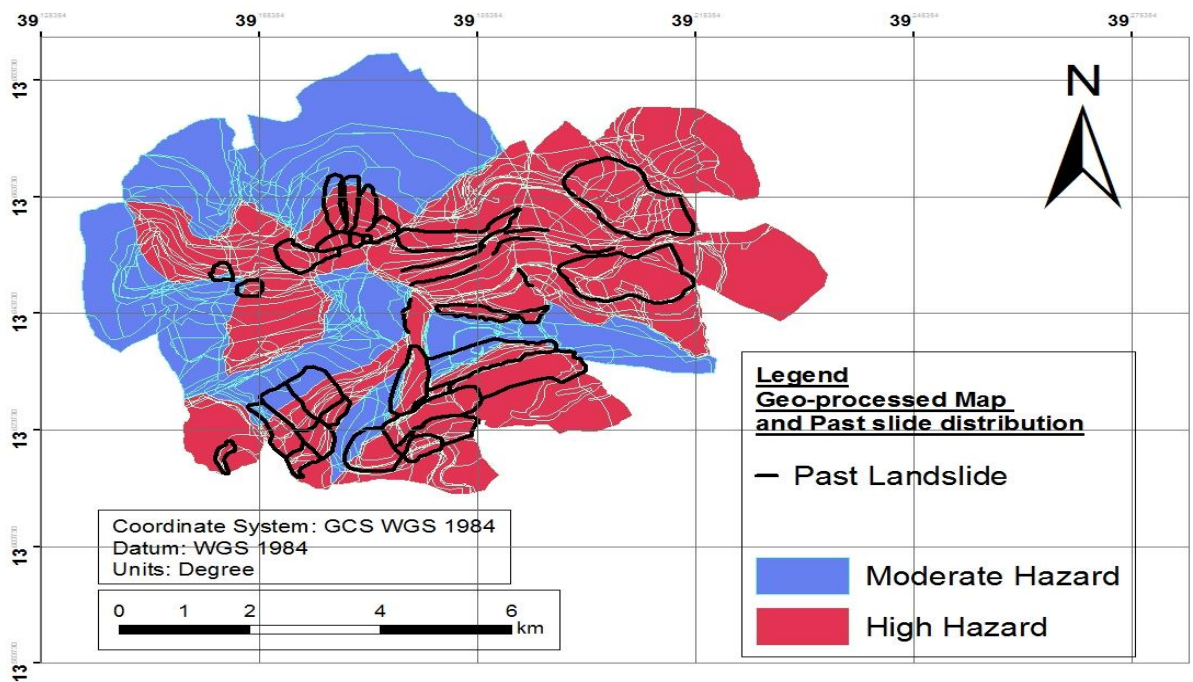 39 39 39 39 39 39
N
13
13
13
13
13
13
Legend
Geo-processed Map
and Past slide distribution
Past Landslide
Moderate Hazard
High Hazard
Coordinate System: GCS WGS 1984
Datum: WGS 1984
Units: Degree
0 1 2 4 6
km